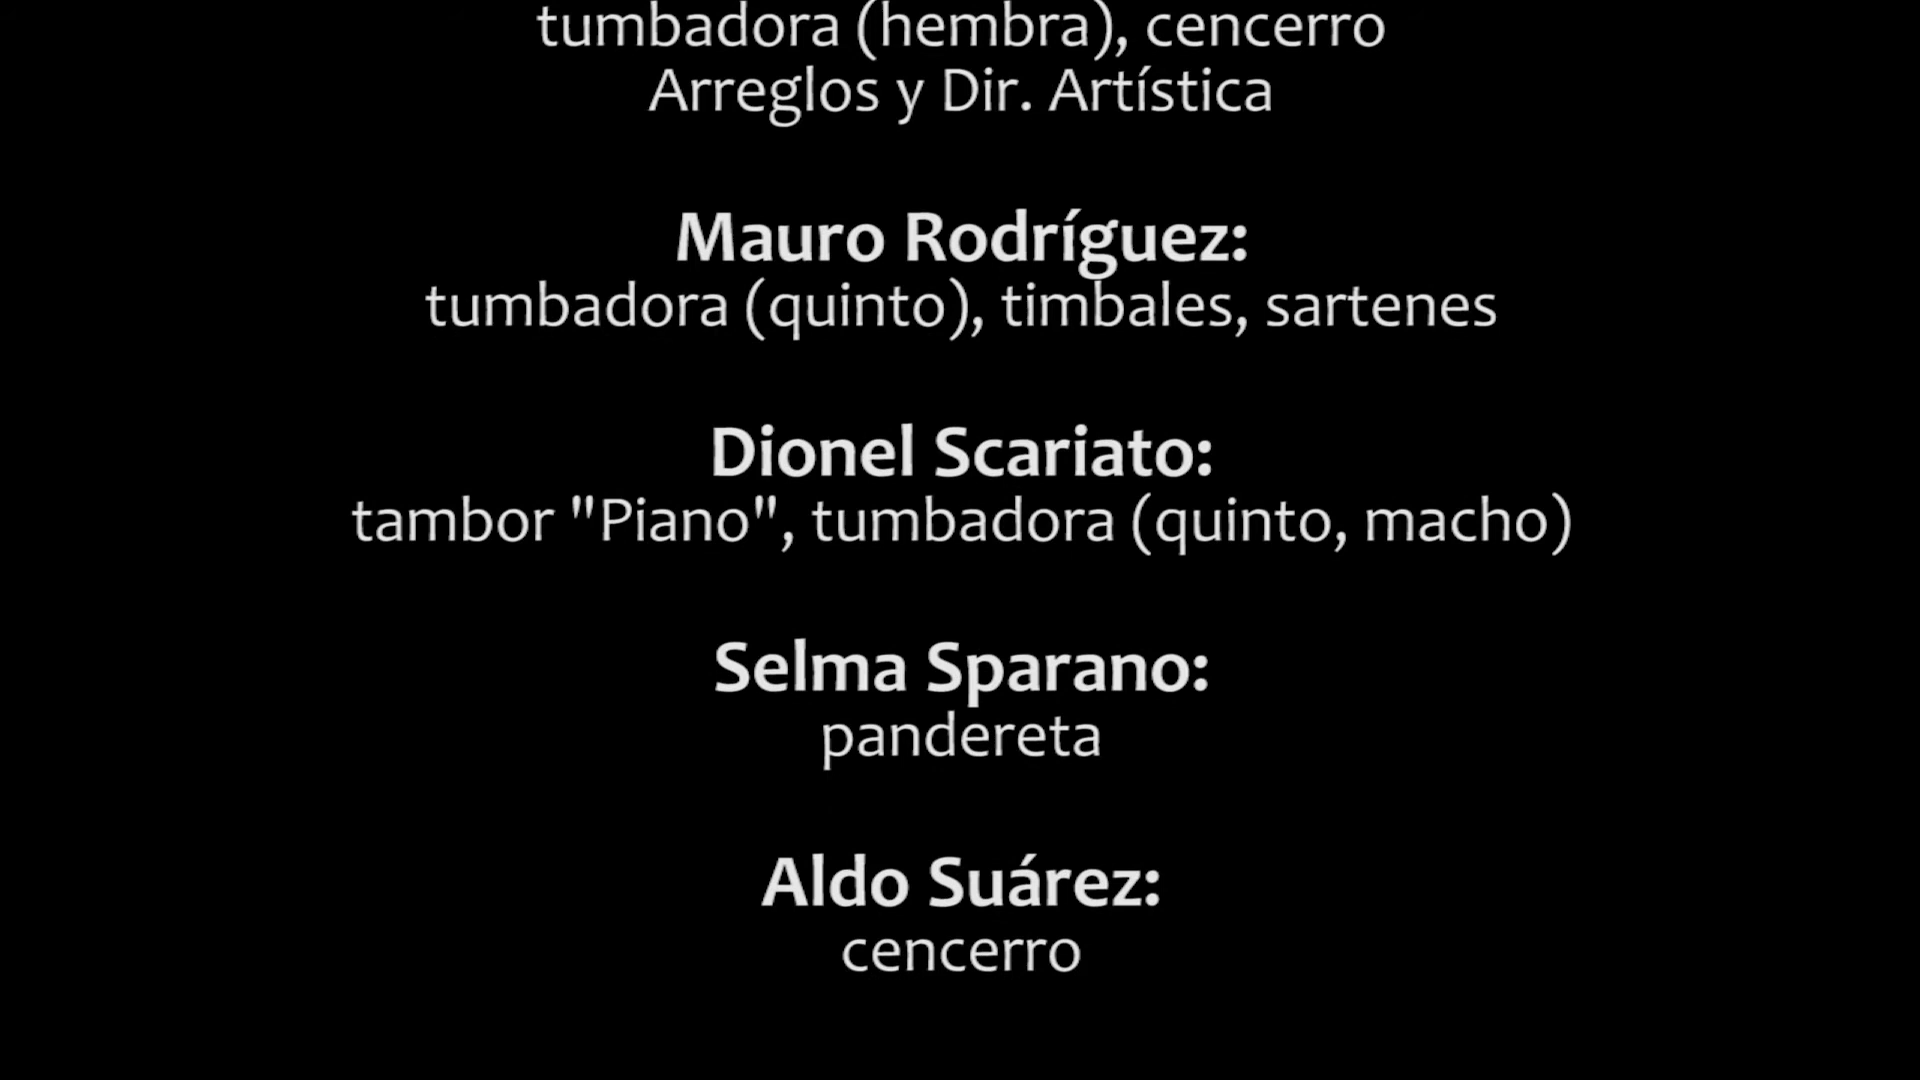 tumbadora (hembra), cencerro
Arreglos y Dir. Artística
Mauro Rodríguez:
tumbadora (quinto), timbales, sartenes
Dionel Scariato:
tambor "Piano", tumbadora (quinto, macho)
Selma Sparano:
pandereta
Aldo Suárez:
cencerro